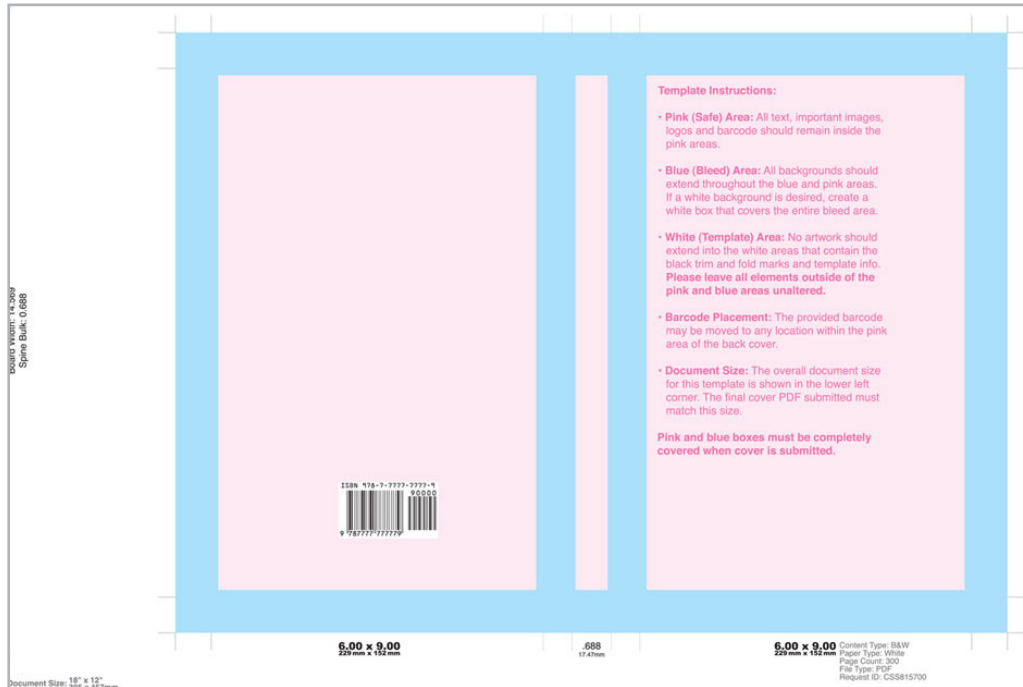 Template Instructions:
• Pink (Safe) Area: All text, important images,
logos and barcode should remain inside the
pink areas.
• Blue (Bleed) Area: All backgrounds should
extend throughout the blue and pink areas.
If a white background is desired, create a
white box that covers the entire bleed area.
• White (Template) Area: No artwork should
extend into the white areas that contain the
black trim and fold marks and template info.
Please leave all elements outside of the
pink and blue areas unaltered.
• Barcode Placement: The provided barcode
may be moved to any location within the pink
area of the back cover.
• Document Size: The overall document size
for this template is shown in the lower left
corner. The final cover PDF submitted must
match this size.
Pink and blue boxes must be completely
covered when cover is submitted.
Board Width: 14.569
Spine Bulk: 0.688
ISBN 978-7-7777-7777-9
90000
9 787777 777779
6.00 x 9.00
229 mm x 152 mm
.688
17.47mm
6.00 x 9.00
229 mm x 152 mm
Content Type: B&W
Paper Type: White
Page Count: 300
File Type: PDF
Request ID: CSS815700
Document Size: 18" x 12"